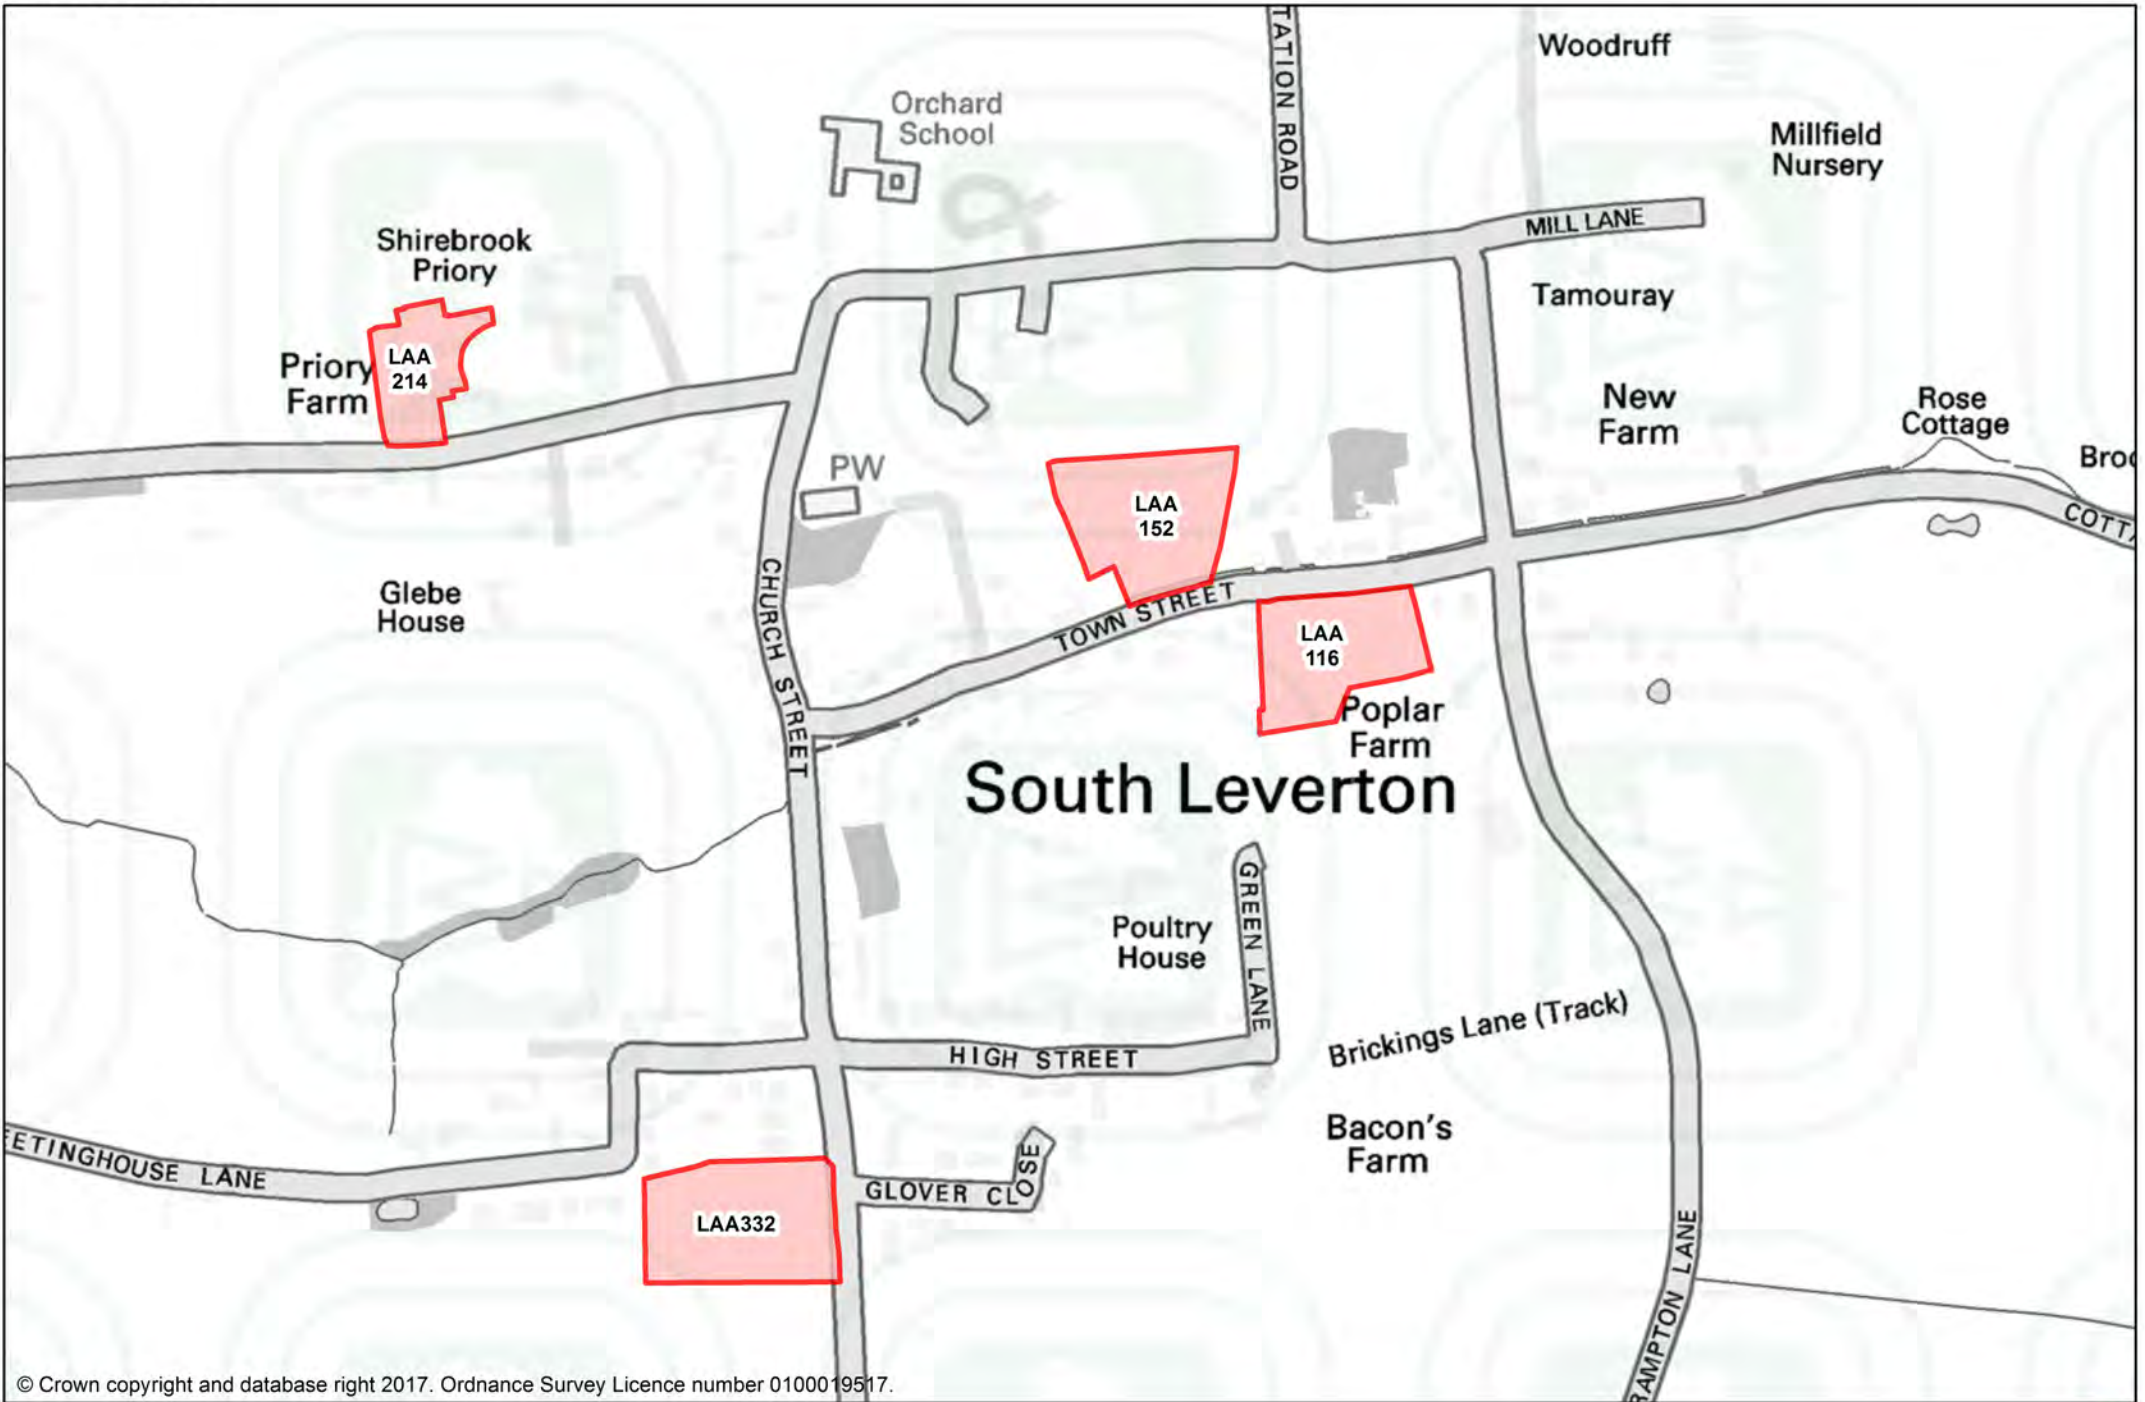 Woodruff
TATION ROAD
Orchard
School
Millfield
Nursery
MILL LANE
Shirebrook
Priory
Tamouray
LAA
214
Priory
Farm
New
Farm
Rose
Cottage
Broo
PW
LAA
152
COTTA
CHURCH STREET
Glebe
House
TOWN STREET
LAA
116
Poplar
Farm
South Leverton
GREEN LANE
Poultry
House
Brickings Lane (Track)
HIGH STREET
Bacon's
Farm
EETINGHOUSE LANE
GLOVER CLOSE
LAA332
RAMPTON LANE
© Crown copyright and database right 2017. Ordnance Survey Licence number 0100019517.